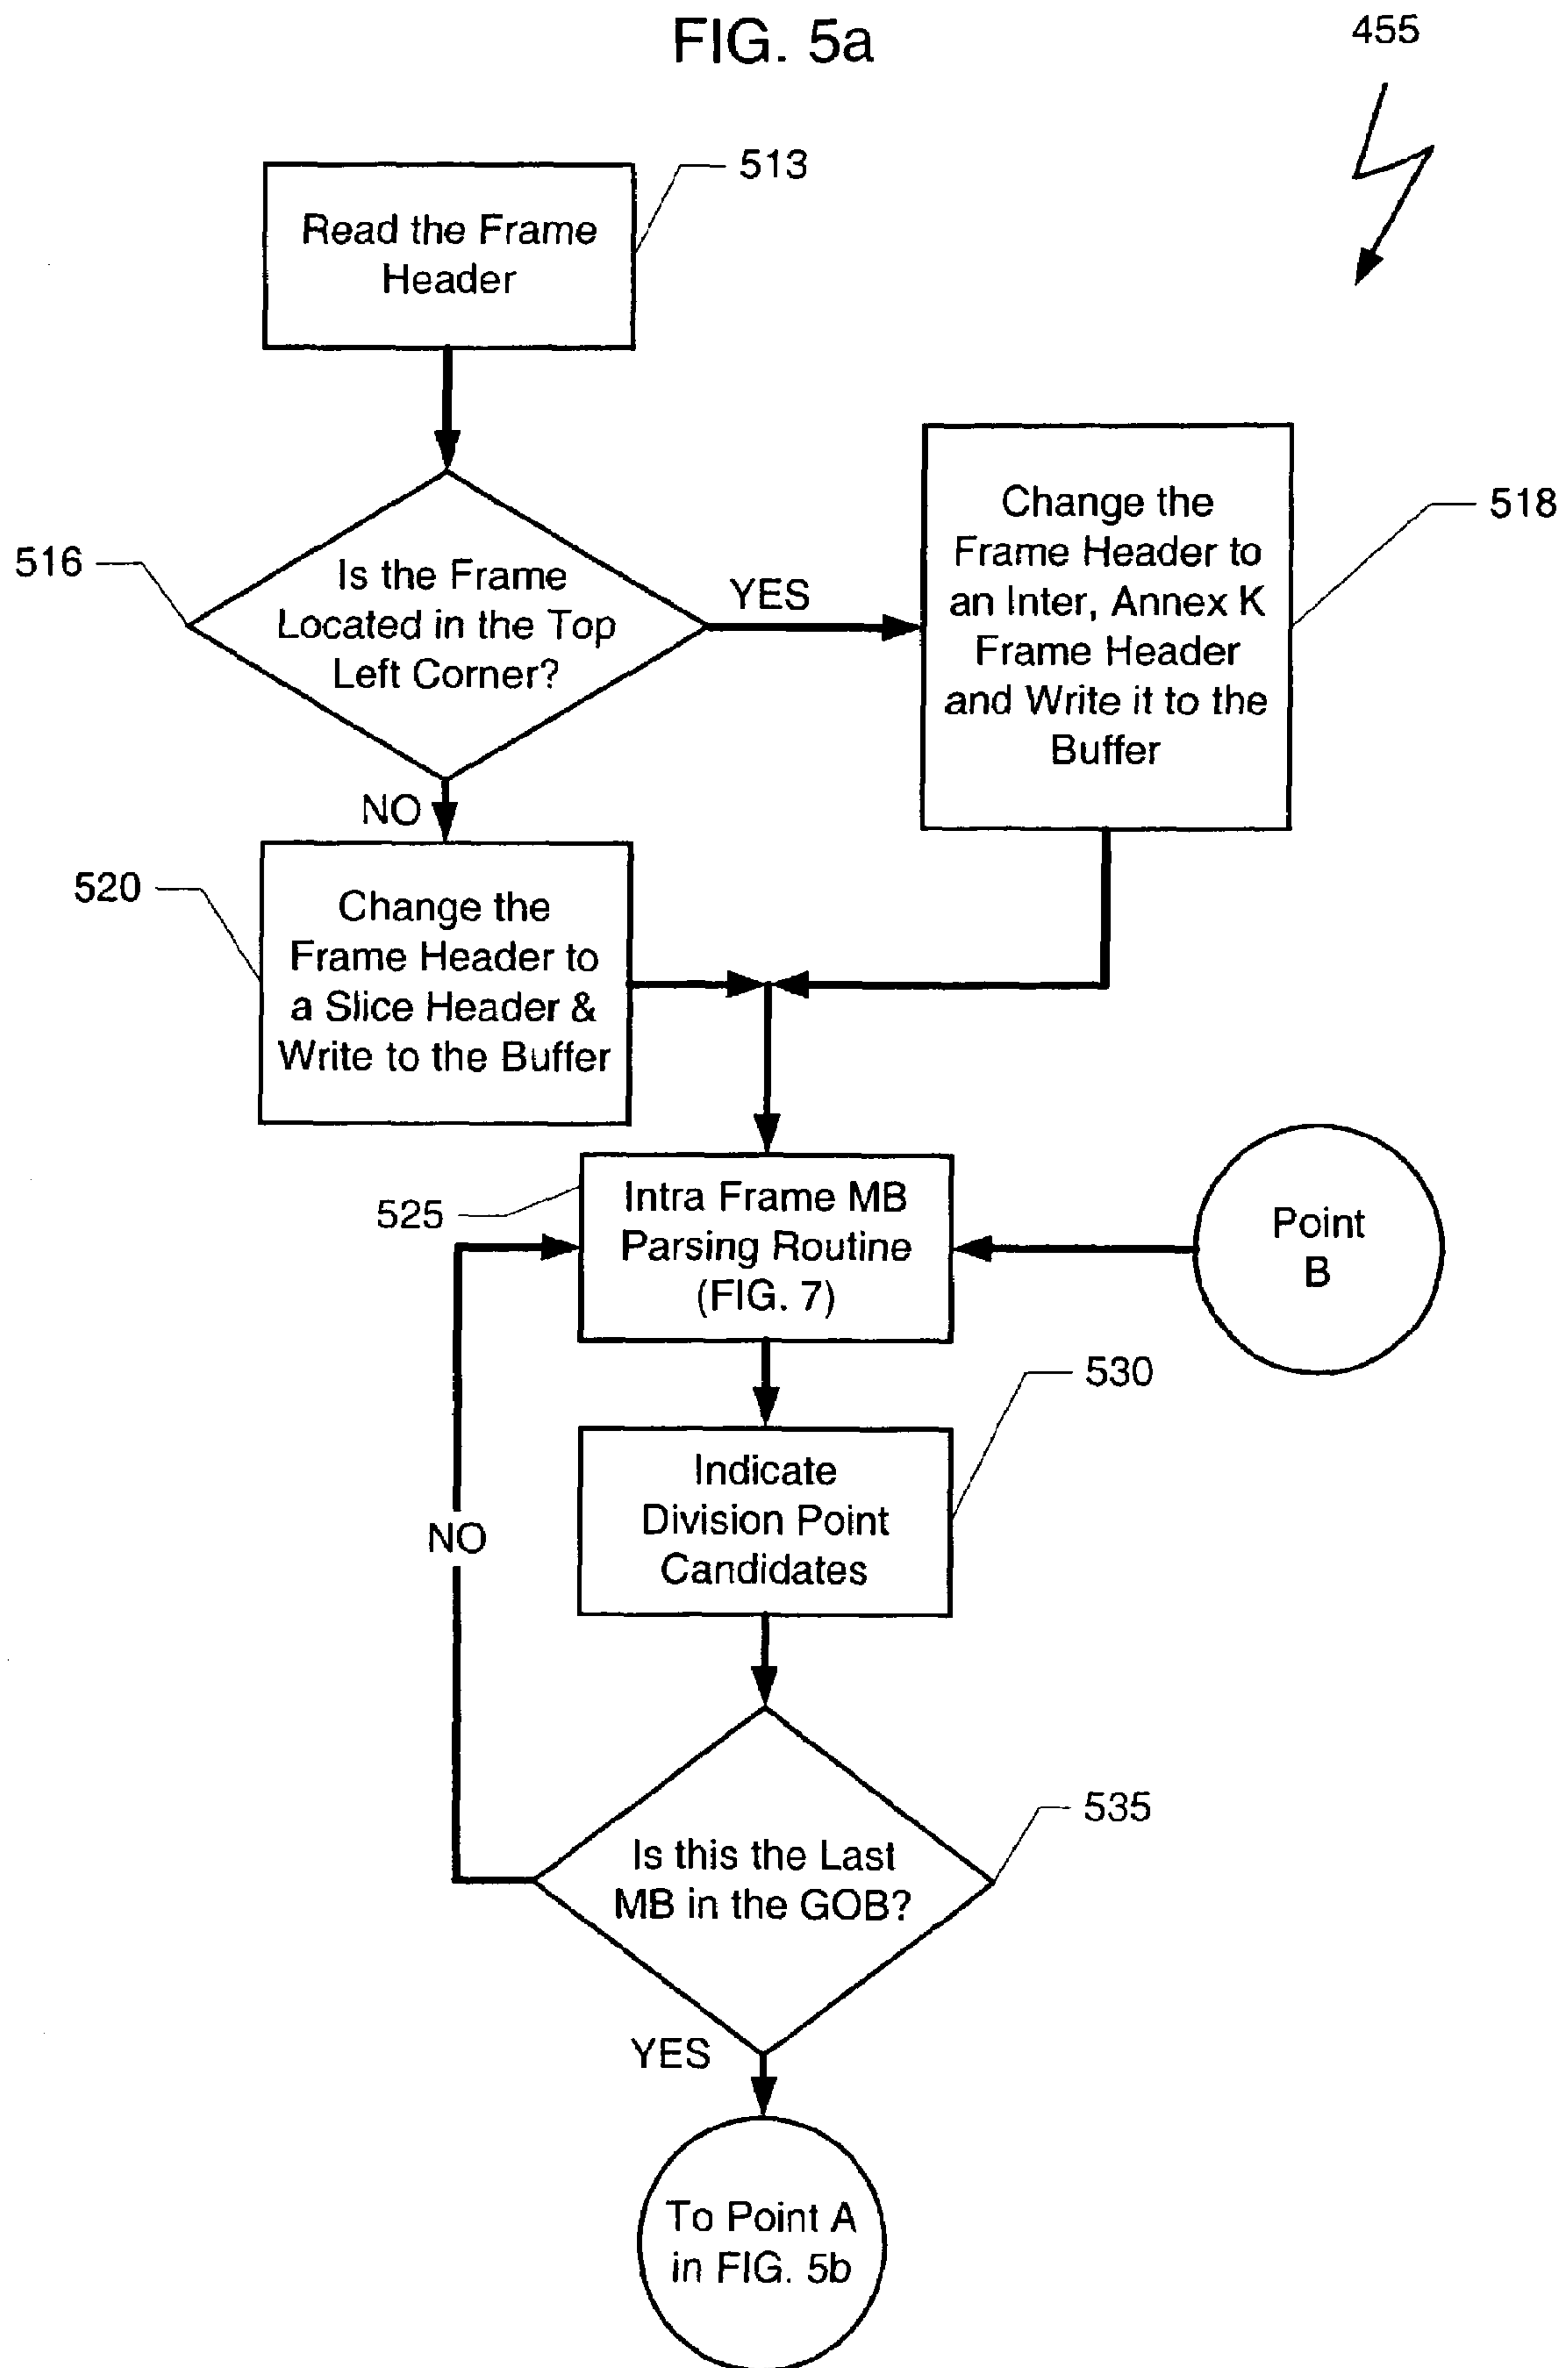 FIG. 5a
455
513
Read the Frame
Header
516
Is the Frame
Located in the Top
Left Corner?
YES
Change the
Frame Header to
an Inter, Annex K
Frame Header
and Write it to the
Buffer
518
NO
520
Change the
Frame Header to
a Slice Header &
Write to the Buffer
525
Intra Frame MB
Parsing Routine
(FIG. 7)
Point
B
530
Indicate
Division Point
Candidates
NO
535
Is this the Last
MB in the GOB?
YES
To Point A
in FIG. 5b